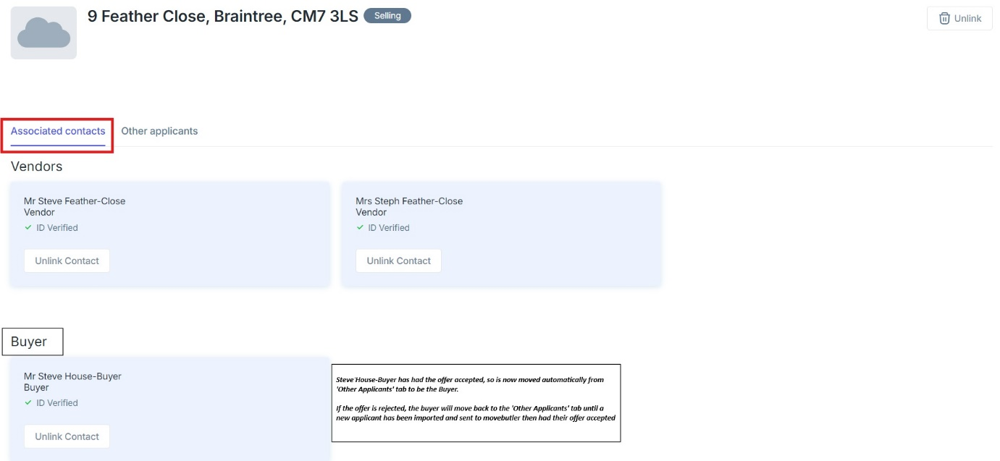 9 Feather Close, Braintree, CM7 3LS Selling
Unlink
Associated contacts Other applicants
Vendors
Mr Steve Feather-Close
Vendor
ID Verified
Unlink Contact
Mrs Steph Feather-Close
Vendor
ID Verified
Unlink Contact
Buyer
Mr Steve House-Buyer
Buyer
ID Verified
Unlink Contact
Steve House-Buyer has had the offer accepted, so is now moved automatically from
'Other Applicants' tab to be the Buyer.
If the offer is rejected, the buyer will move back to the 'Other Applicants' tab until a
new applicant has been imported and sent to movebutler then had their offer accepted